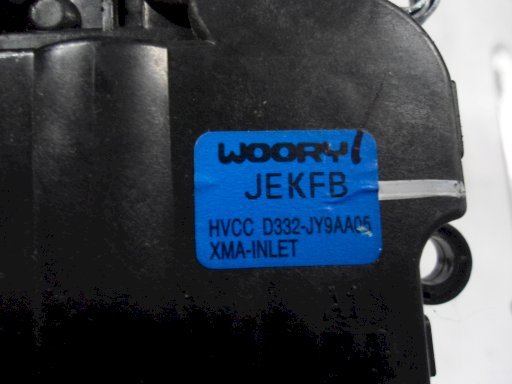 WOORY
JEKFB
HVCC D332-JY9AA05
XMA-INLET